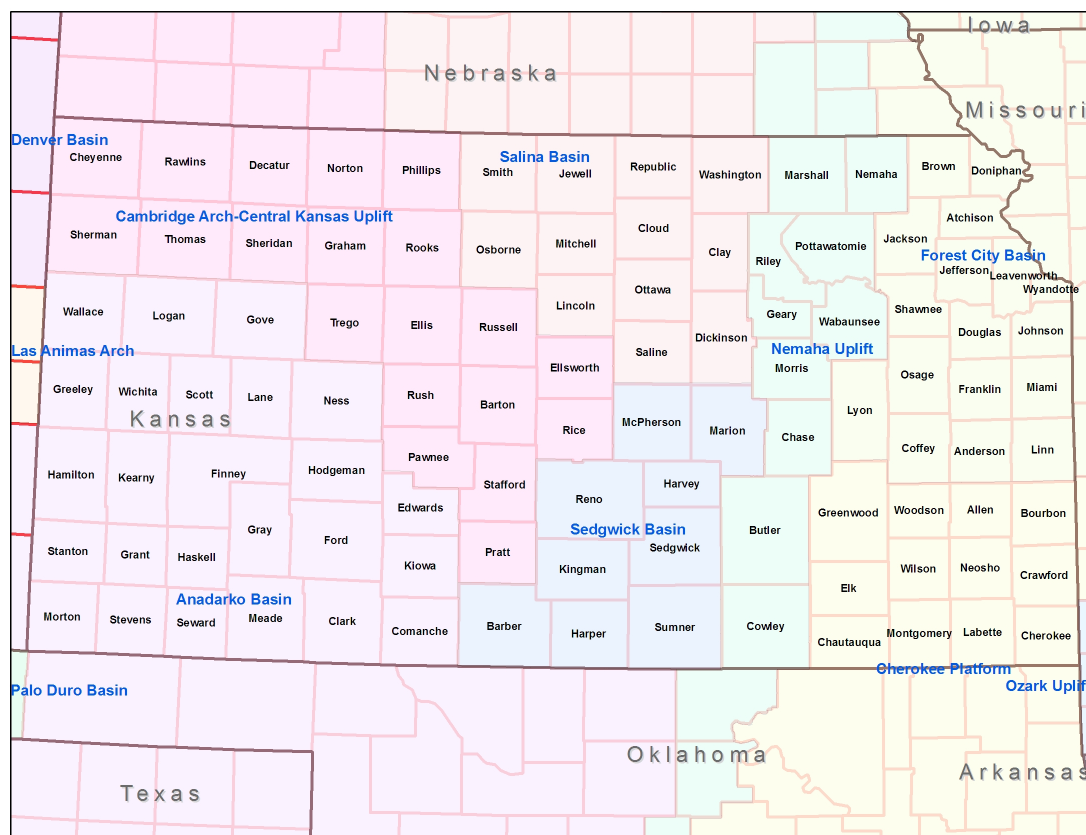 Iowa
Nebraska
Missouri
Denver Basin
Cheyenne
Rawlins
Decatur
Norton
Phillips
Salina Basin
Smith
Jewell
Republic
Washington
Marshall
Nemaha
Brown
Doniphan
Cambridge Arch-Central Kansas Uplift
Sherman
Thomas
Sheridan
Graham
Rooks
Osborne
Mitchell
Cloud
Clay
Riley
Pottawatomie
Jackson
Atchison
Forest City Basin
Jefferson
Leavenworth
Wyandotte
Wallace
Logan
Gove
Trego
Ellis
Russell
Lincoln
Ottawa
Dickinson
Geary
Wabaunsee
Shawnee
Douglas
Johnson
Las Animas Arch
Nemaha Uplift
Saline
Morris
Ellsworth
Greeley
Wichita
Scott
Lane
Ness
Rush
Barton
Rice
McPherson
Marion
Chase
Lyon
Osage
Franklin
Miami
Kansas
Hamilton
Kearny
Finney
Hodgeman
Pawnee
Stafford
Edwards
Reno
Harvey
Coffey
Anderson
Linn
Sedgwick Basin
Sedgwick
Butler
Greenwood
Woodson
Allen
Bourbon
Stanton
Grant
Haskell
Gray
Ford
Kiowa
Pratt
Kingman
Elk
Wilson
Neosho
Crawford
Anadarko Basin
Morton
Stevens
Seward
Meade
Clark
Comanche
Barber
Harper
Sumner
Cowley
Chautauqua
Montgomery
Labette
Cherokee
Cherokee Platform
Palo Duro Basin
Ozark Uplif
Oklahoma
Texas
Arkansas